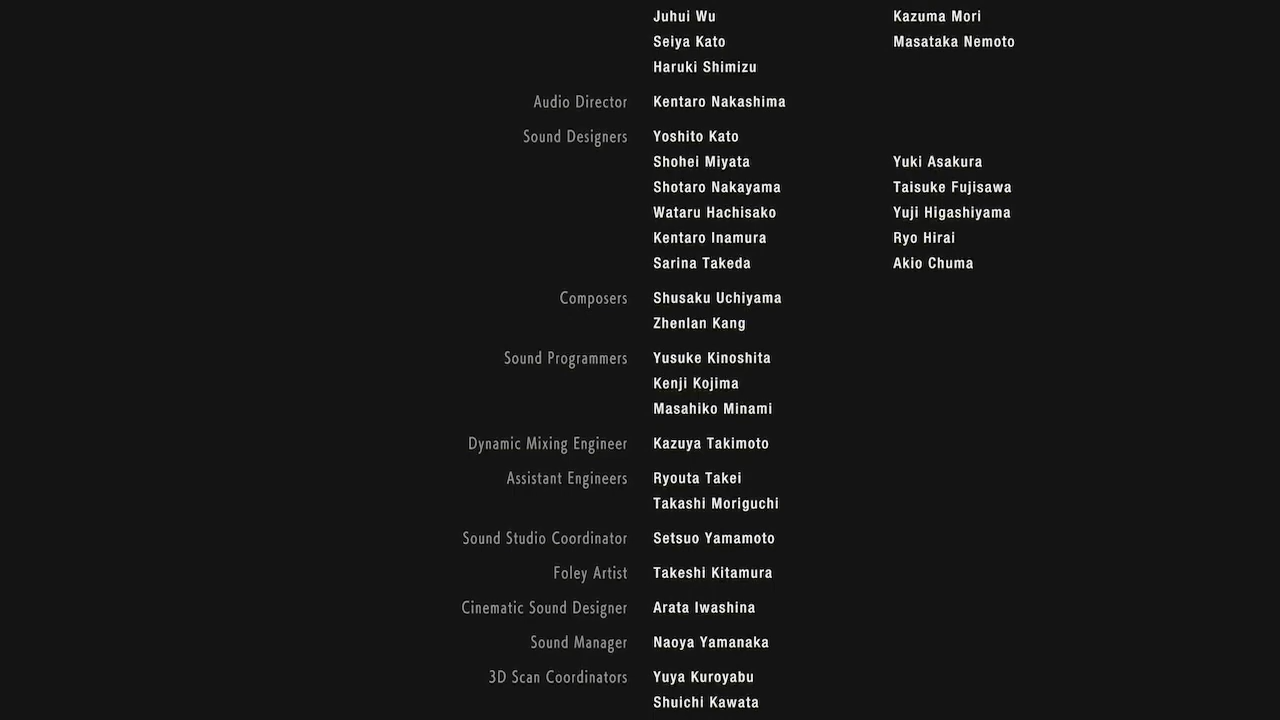 Juhui Wu Kazuma Mori
Seiya Kato Masataka Nemoto
Haruki Shimizu
Audio Director Kentaro Nakashima
Sound Designers Yoshito Kato
Shohei Miyata Yuki Asakura
Shotaro Nakayama Taisuke Fujisawa
Wataru Hachisako Yuji Higashiyama
Kentaro Inamura Ryo Hirai
Sarina Takeda Akio Chuma
Composers Shusaku Uchiyama
Zhenlan Kang
Sound Programmers Yusuke Kinoshita
Kenji Kojima
Masahiko Minami
Dynamic Mixing Engineer Kazuya Takimoto
Assistant Engineers Ryouta Takei
Takashi Moriguchi
Sound Studio Coordinator Setsuo Yamamoto
Foley Artist Takeshi Kitamura
Cinematic Sound Designer Arata Iwashina
Sound Manager Naoya Yamanaka
3D Scan Coordinators Yuya Kuroyabu
Shuichi Kawata